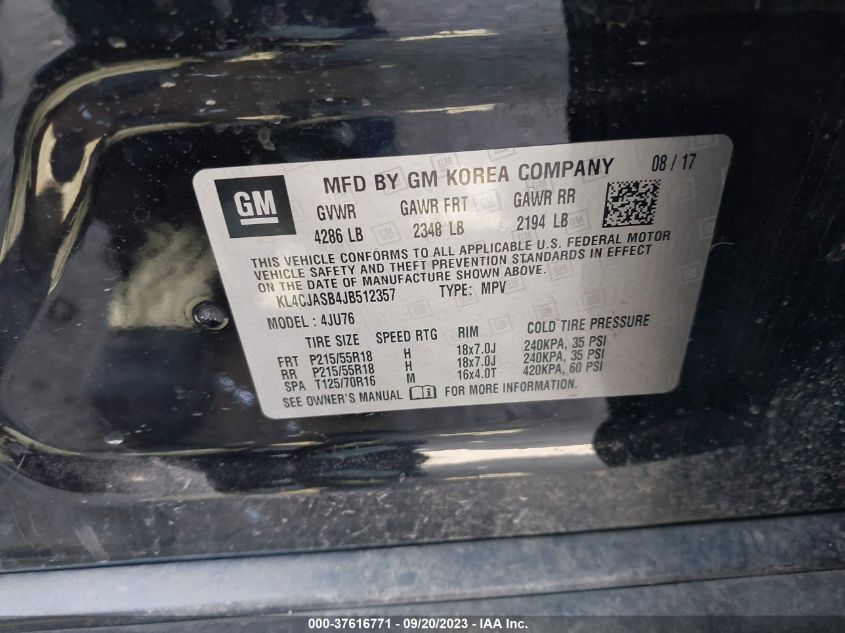 GM
MFD BY GM KOREA COMPANY 08 / 17
GVWR GAWR FRT GAWR RR
4286 LB 2348 LB 2194 LB
THIS VEHICLE CONFORMS TO ALL APPLICABLE U.S. FEDERAL MOTOR
VEHICLE SAFETY AND THEFT PREVENTION STANDARDS IN EFFECT
ON THE DATE OF MANUFACTURE SHOWN ABOVE.
KL4CJASB4JB512357 TYPE: MPV
MODEL : 4JU76
TIRE SIZE SPEED RTG RIM COLD TIRE PRESSURE
FRT P215/55R18 H 18x7.0J 240KPA, 35 PSI
RR P215/55R18 H 18x7.0J 240KPA, 35 PSI
SPA T125/70R16 M 16x4.0T 420KPA, 60 PSI
SEE OWNER'S MANUAL FOR MORE INFORMATION.
000-37616771 - 09/20/2023 - IAA Inc.